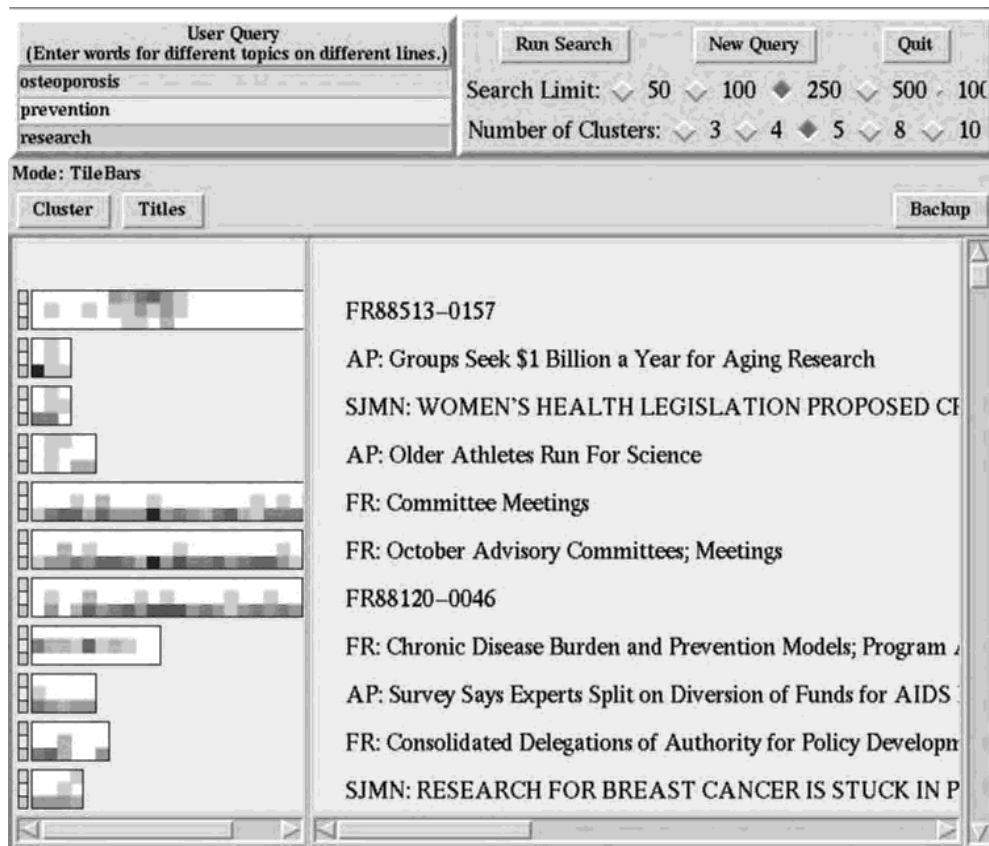 User Query
(Enter words for different topics on different lines.)
osteoporosis
prevention
research
Run Search New Query Quit
Search Limit: 50 100 250 500 100
Number of Clusters: 3 4 5 8 10
Mode: TileBars
Cluster Titles Backup
FR88513-0157
AP: Groups Seek $1 Billion a Year for Aging Research
SJMN: WOMEN'S HEALTH LEGISLATION PROPOSED
AP: Older Athletes Run For Science
FR: Committee Meetings
FR: October Advisory Committees; Meetings
FR88120-0046
FR: Chronic Disease Burden and Prevention Models; Program
AP: Survey Says Experts Split on Diversion of Funds for AIDS
FR: Consolidated Delegations of Authority for Policy Developm
SJMN: RESEARCH FOR BREAST CANCER IS STUCK IN P